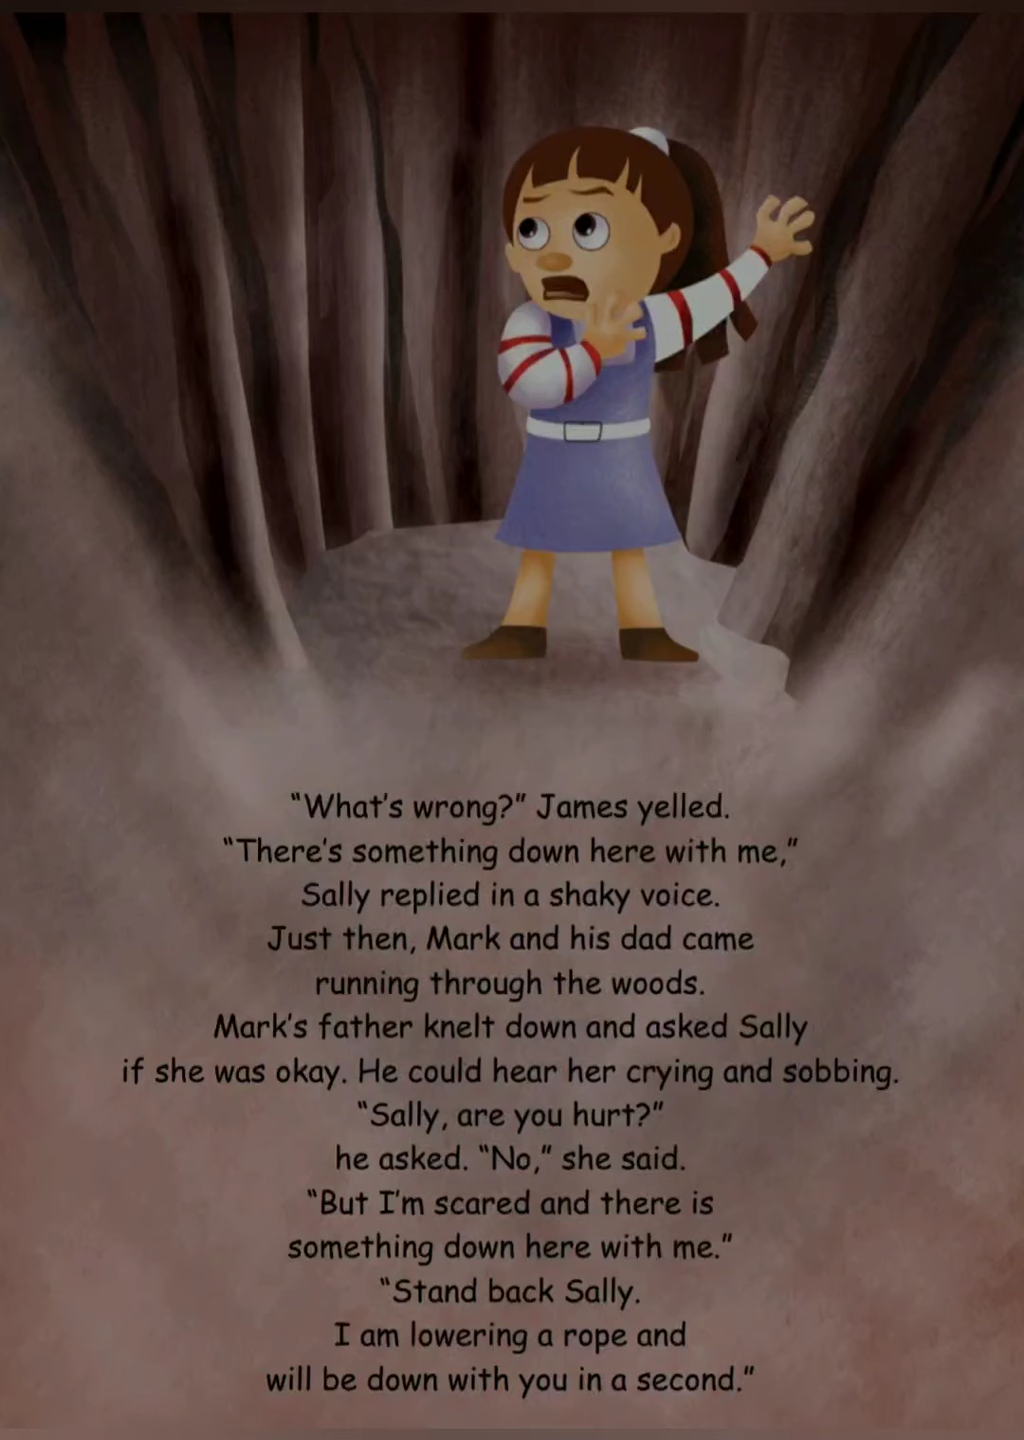 “What’s wrong?” James yelled.
“There’s something down here with me,”
Sally replied in a shaky voice.
Just then, Mark and his dad came
running through the woods.
Mark’s father knelt down and asked Sally
if she was okay. He could hear her crying and sobbing.
“Sally, are you hurt?”
he asked. “No,” she said.
“But I’m scared and there is
something down here with me.”
“Stand back Sally.
I am lowering a rope and
will be down with you in a second.”